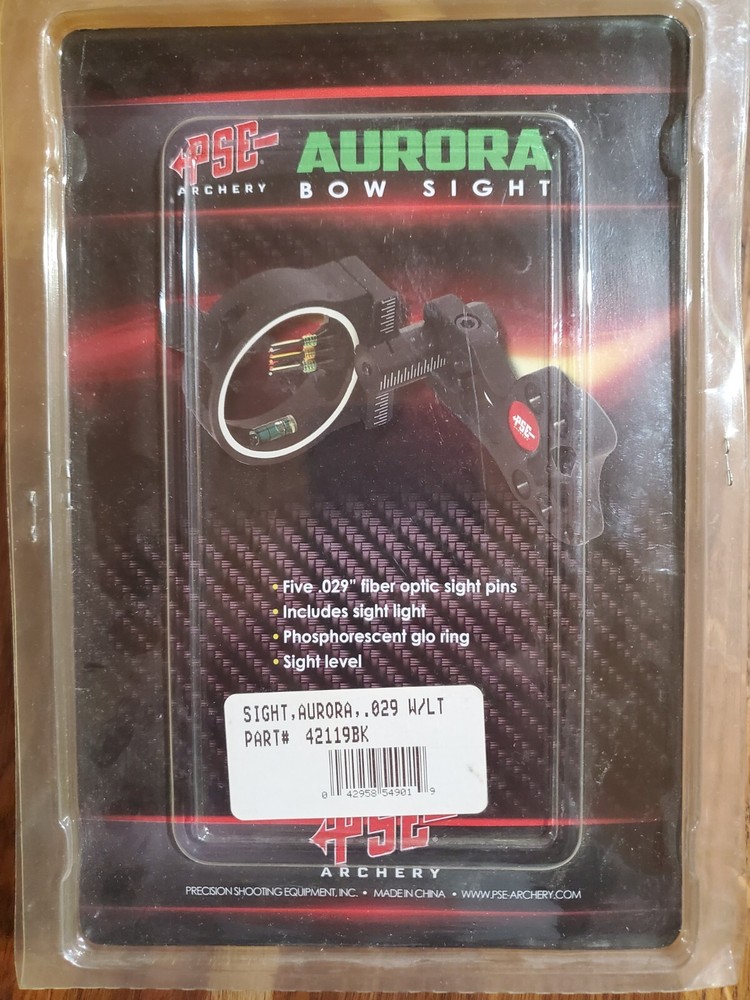 PSE AURORA
ARCHERY BOW SIGHT
PSE
• Five .029" fiber optic sight pins
• Includes sight light
• Phosphorescent glo ring
• Sight level
SIGHT,AURORA,.029 W/LT
PART# 42119BK
0 42958 54901 9
PSE
ARCHERY
PRECISION SHOOTING EQUIPMENT, INC. • MADE IN CHINA • WWW.PSE-ARCHERY.COM